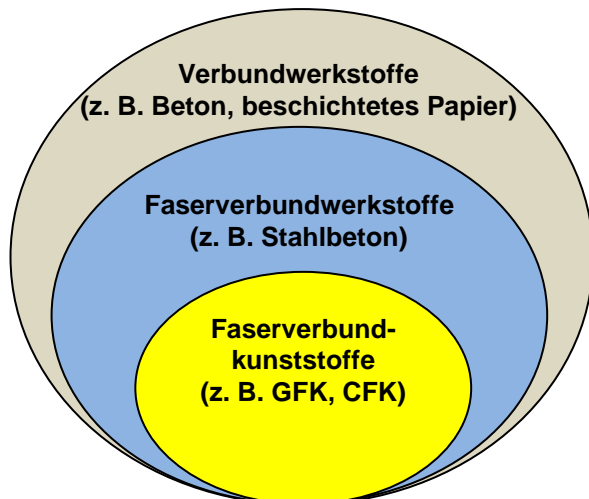 Verbundwerkstoffe
(z. B. Beton, beschichtetes Papier)
Faserverbundwerkstoffe
(z. B. Stahlbeton)
Faserverbund-
kunststoffe
(z. B. GFK, CFK)